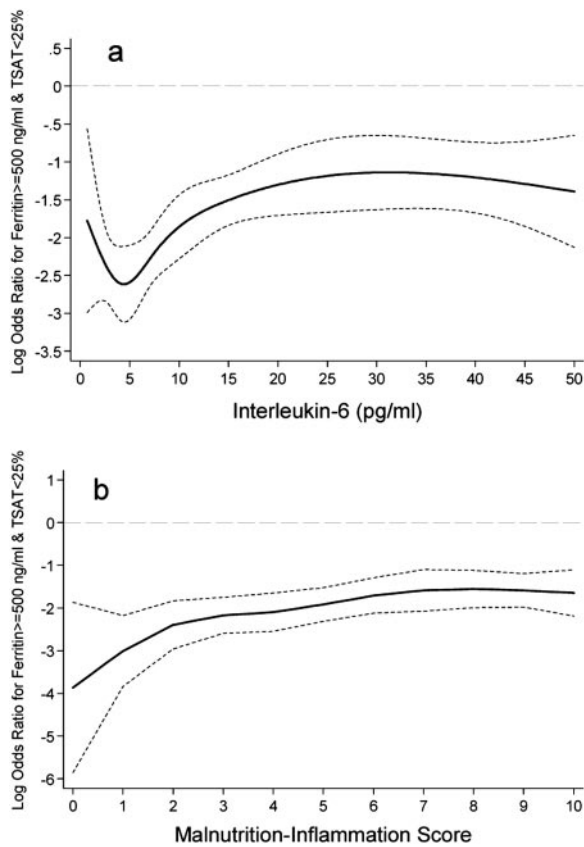 a
Log Odds Ratio for Ferritin>=500 ng/ml & TSAT<25%
.5
0
-.5
-1
-1.5
-2
-2.5
-3
-3.5
0 5 10 15 20 25 30 35 40 45 50
Interleukin-6 (pg/ml)
b
Log Odds Ratio for Ferritin>=500 ng/ml & TSAT<25%
1
0
-1
-2
-3
-4
-5
-6
0 1 2 3 4 5 6 7 8 9 10
Malnutrition-Inflammation Score